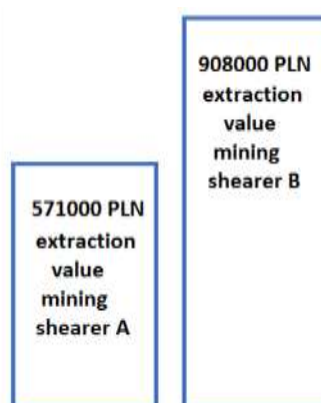 908000 PLN
extraction
value
mining
shearer B
571000 PLN
extraction
value
mining
shearer A